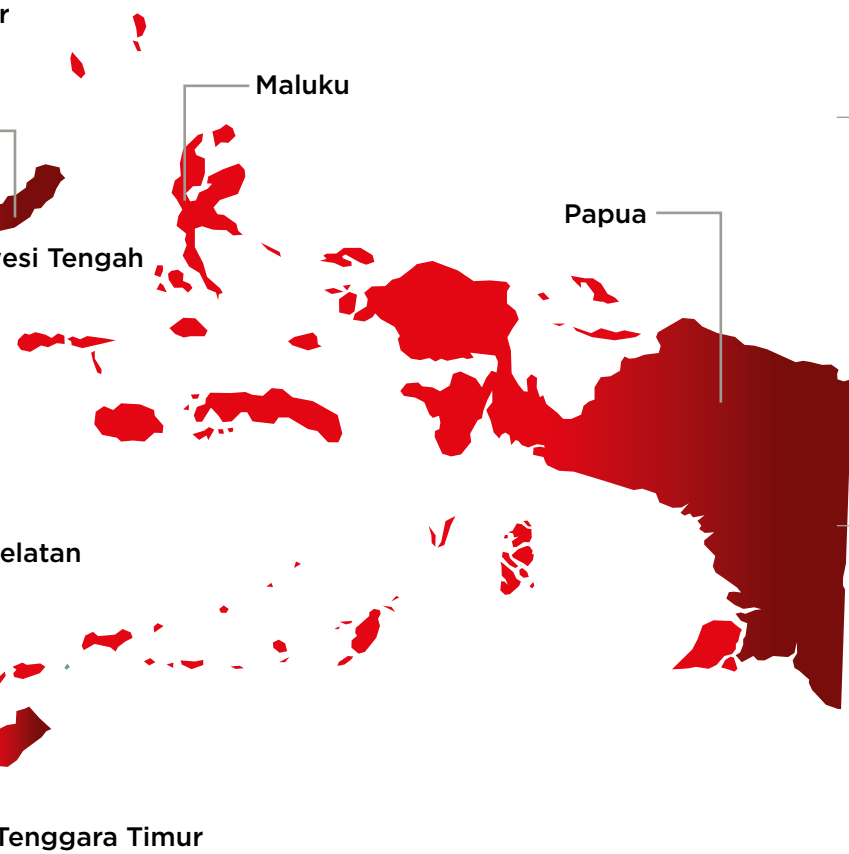 r
Maluku
Papua
esi Tengah
elatan
Tenggara Timur